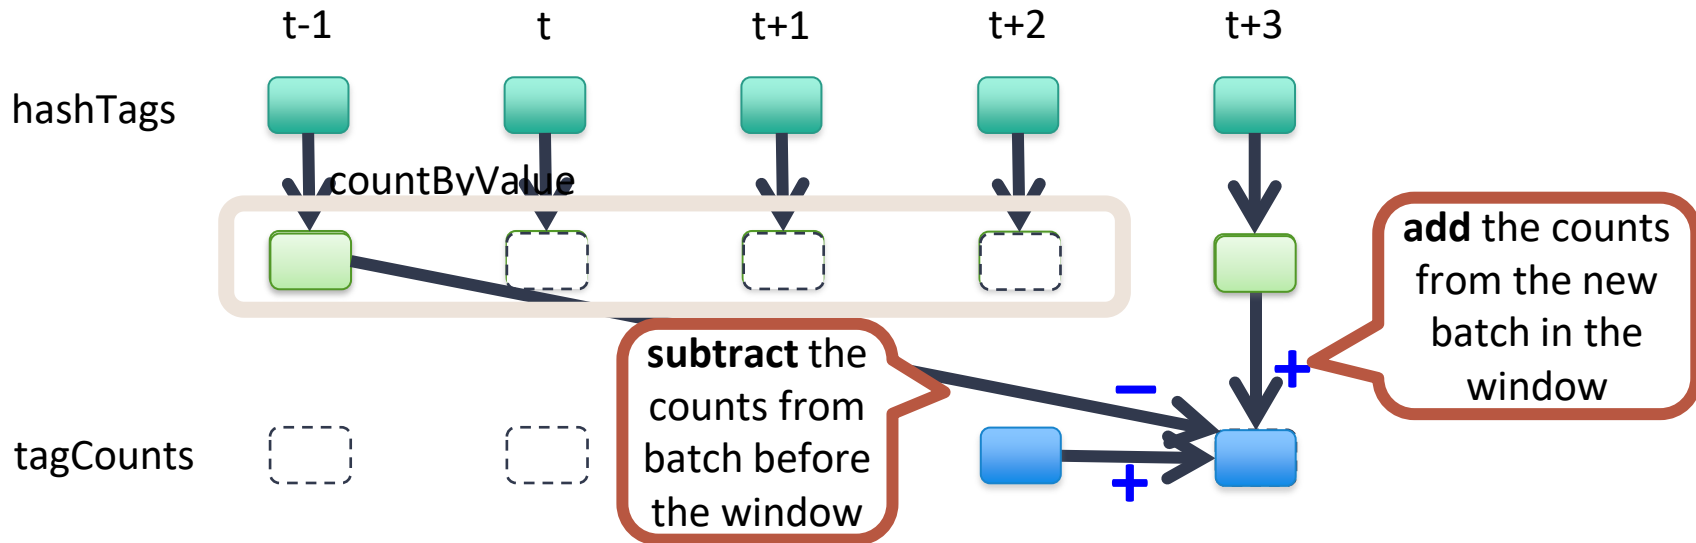 t-1 t t+1 t+2 t+3
hashTags
countByValue
add the counts
from the new
batch in the
window
subtract the
counts from
batch before
the window
−
+
+
tagCounts